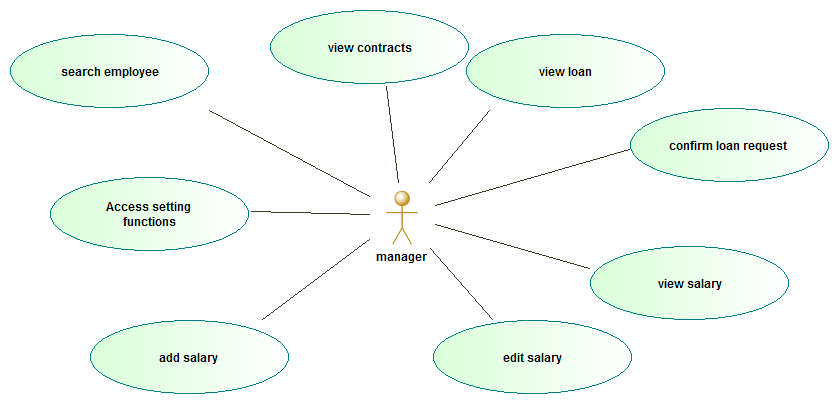 view contracts
search employee
view loan
confirm loan request
Access setting
functions
manager
view salary
add salary
edit salary